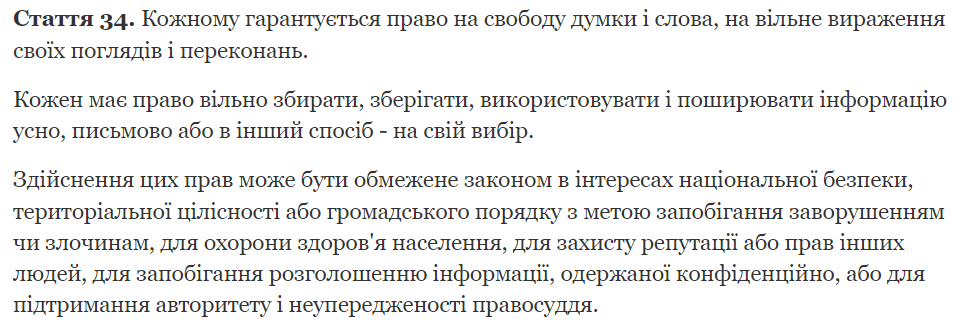 Стаття 34. Кожному гарантується право на свободу думки і слова, на вільне вираження
своїх поглядів і переконань.
Кожен має право вільно збирати, зберігати, використовувати і поширювати інформацію
усно, письмово або в інший спосіб - на свій вибір.
Здійснення цих прав може бути обмежене законом в інтересах національної безпеки,
територіальної цілісності або громадського порядку з метою запобігання заворушенням
чи злочинам, для охорони здоров'я населення, для захисту репутації або прав інших
людей, для запобігання розголошенню інформації, одержаної конфіденційно, або для
підтримання авторитету і неупередженості правосуддя.